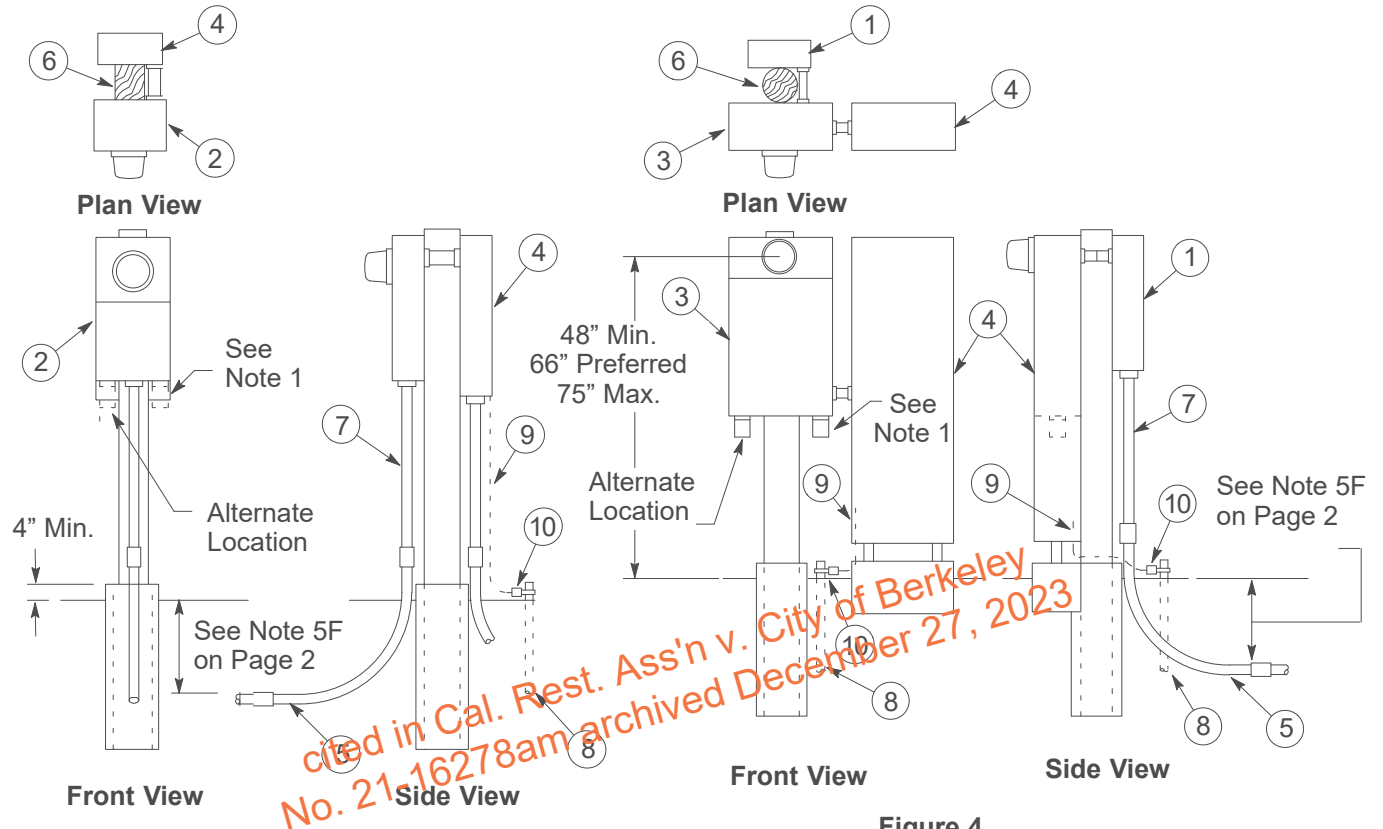 4
6
2
Plan View
1
6
4
3
Plan View
2
See
Note 1
4
7
9
Alternate
Location
4” Min.
10
See Note 5F
on Page 2
5
8
Front View
Side View
3
48” Min.
66” Preferred
75” Max.
4
See
Note 1
Alternate
Location
9
10
8
Front View
1
7
9
10
See Note 5F
on Page 2
8
5
Side View
cited in Cal. Rest. Ass'n v. City of Berkeley
No. 21-16278am archived December 27, 2023
Figure 4